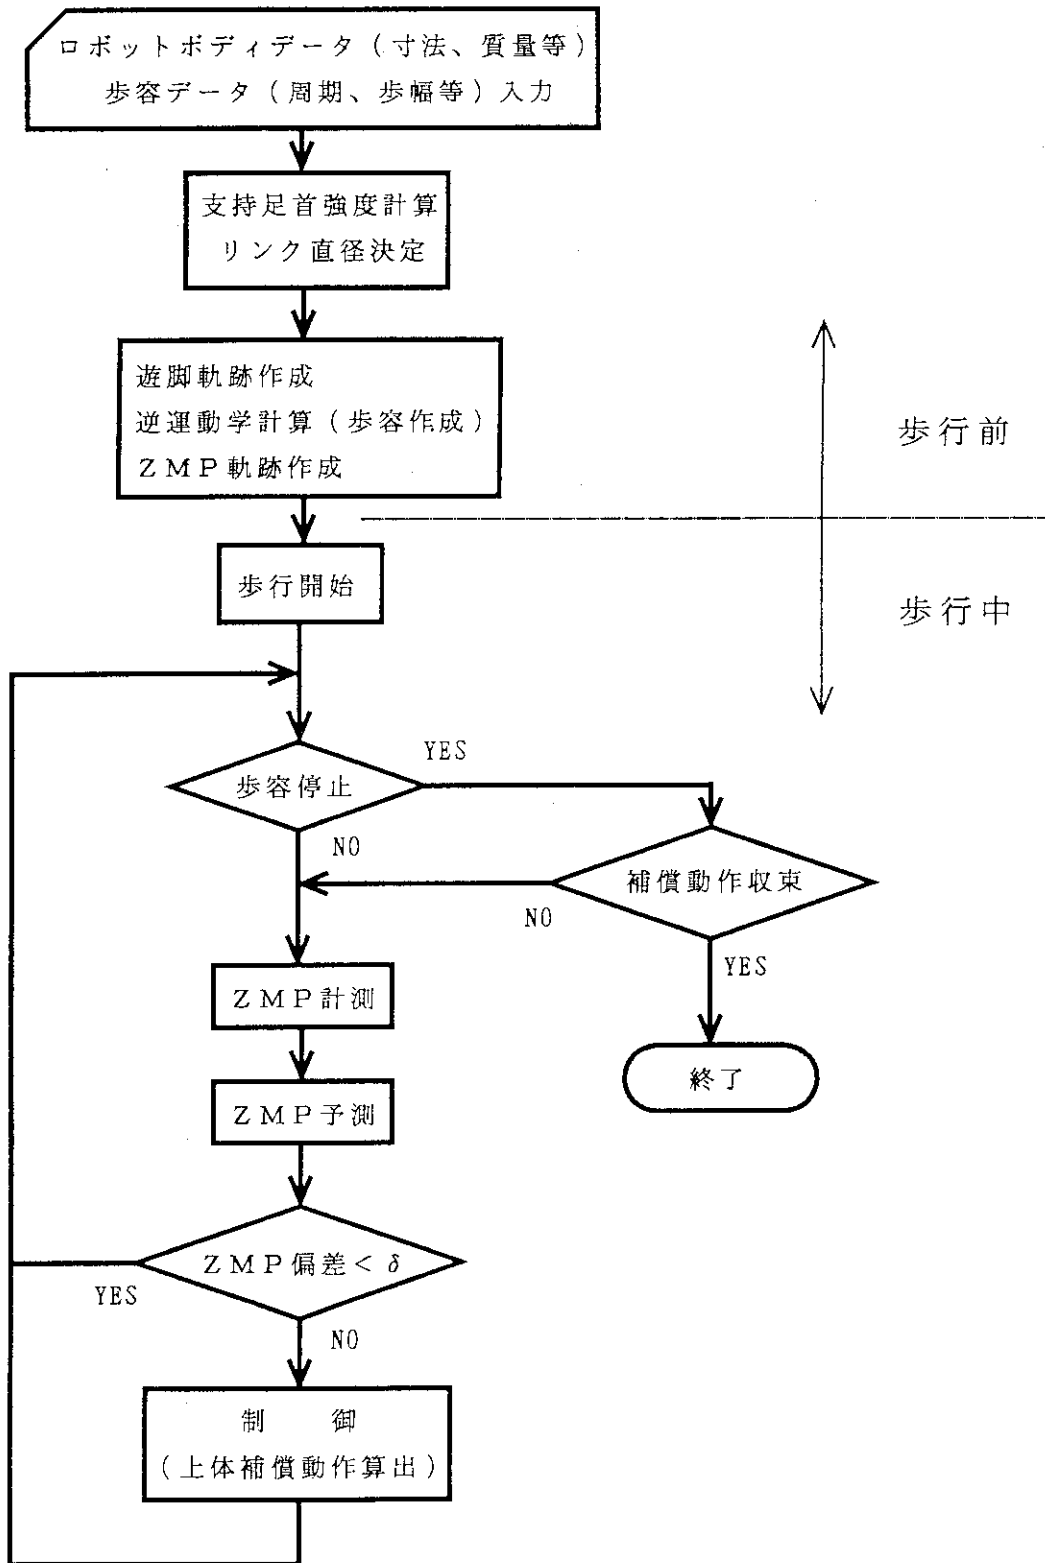 ロボットボディデータ（寸法、質量等）
歩容データ（周期、歩幅等）入力
支持足首強度計算
リンク直径決定
遊脚軌跡作成
逆運動学計算（歩容作成）
ＺＭＰ軌跡作成
歩行前
歩行開始
歩行中
歩容停止
YES
NO
補償動作収束
NO
YES
ＺＭＰ計測
終了
ＺＭＰ予測
ＺＭＰ偏差＜δ
YES
NO
制　　御
（上体補償動作算出）